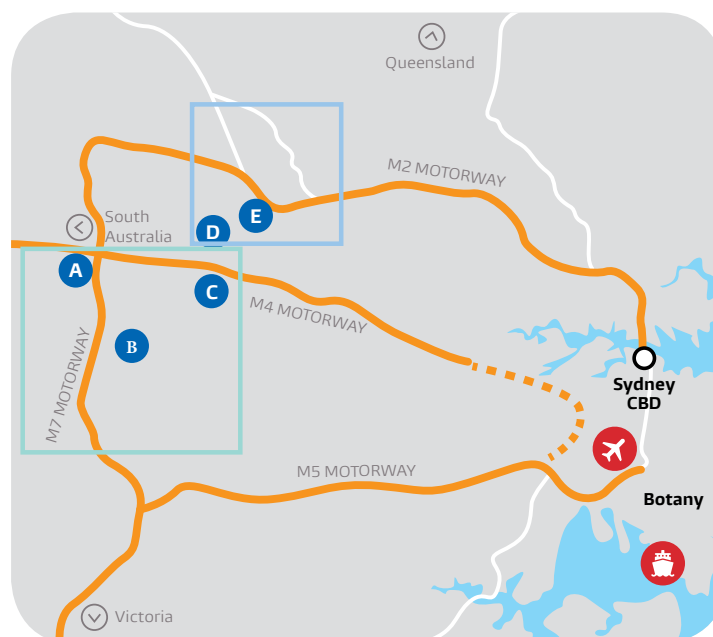 Queensland
M2 MOTORWAY
South
Australia
E
D
A
C
M4 MOTORWAY
B
M7 MOTORWAY
Sydney
CBD
M5 MOTORWAY
Botany
Victoria